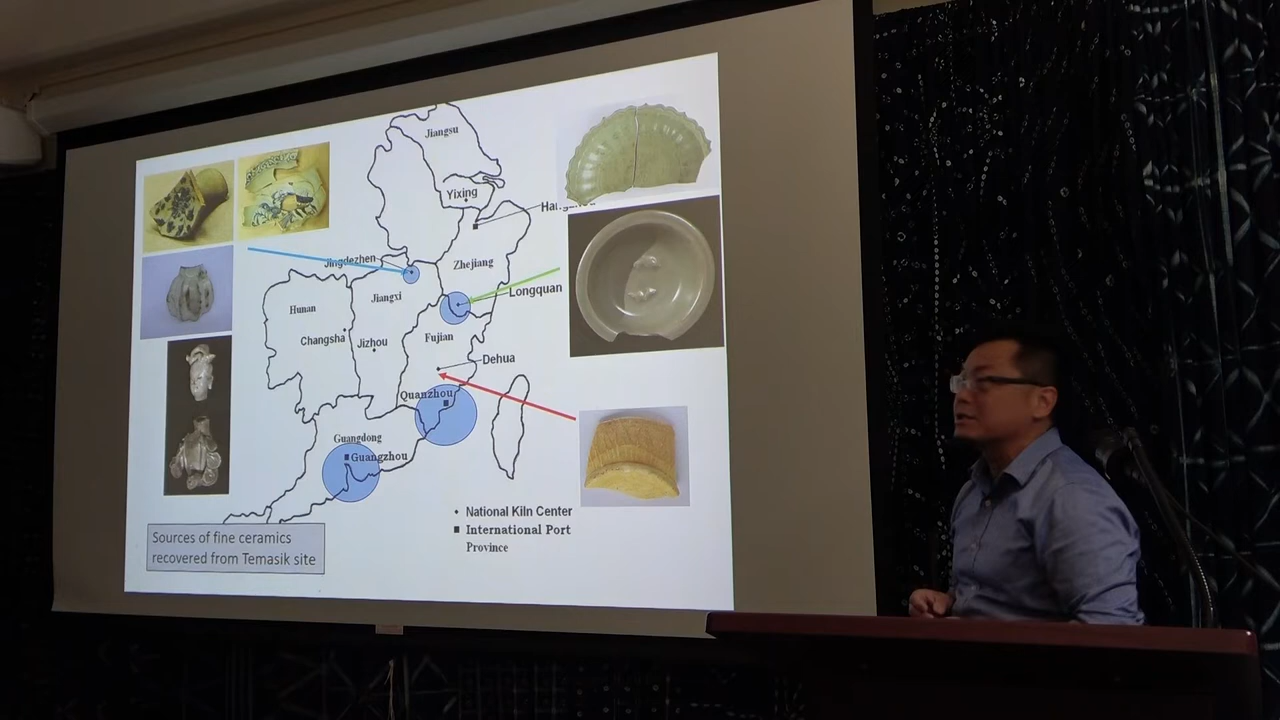 Jiangsu
Yixing
Jingdezhen
Zhejiang
Hunan
Jiangxi
Longquan
Changsha
Jizhou
Fujian
Dehua
Quanzhou
Guangdong
Guangzhou
National Kiln Center
International Port
Province
Sources of fine ceramics
recovered from Temasik site